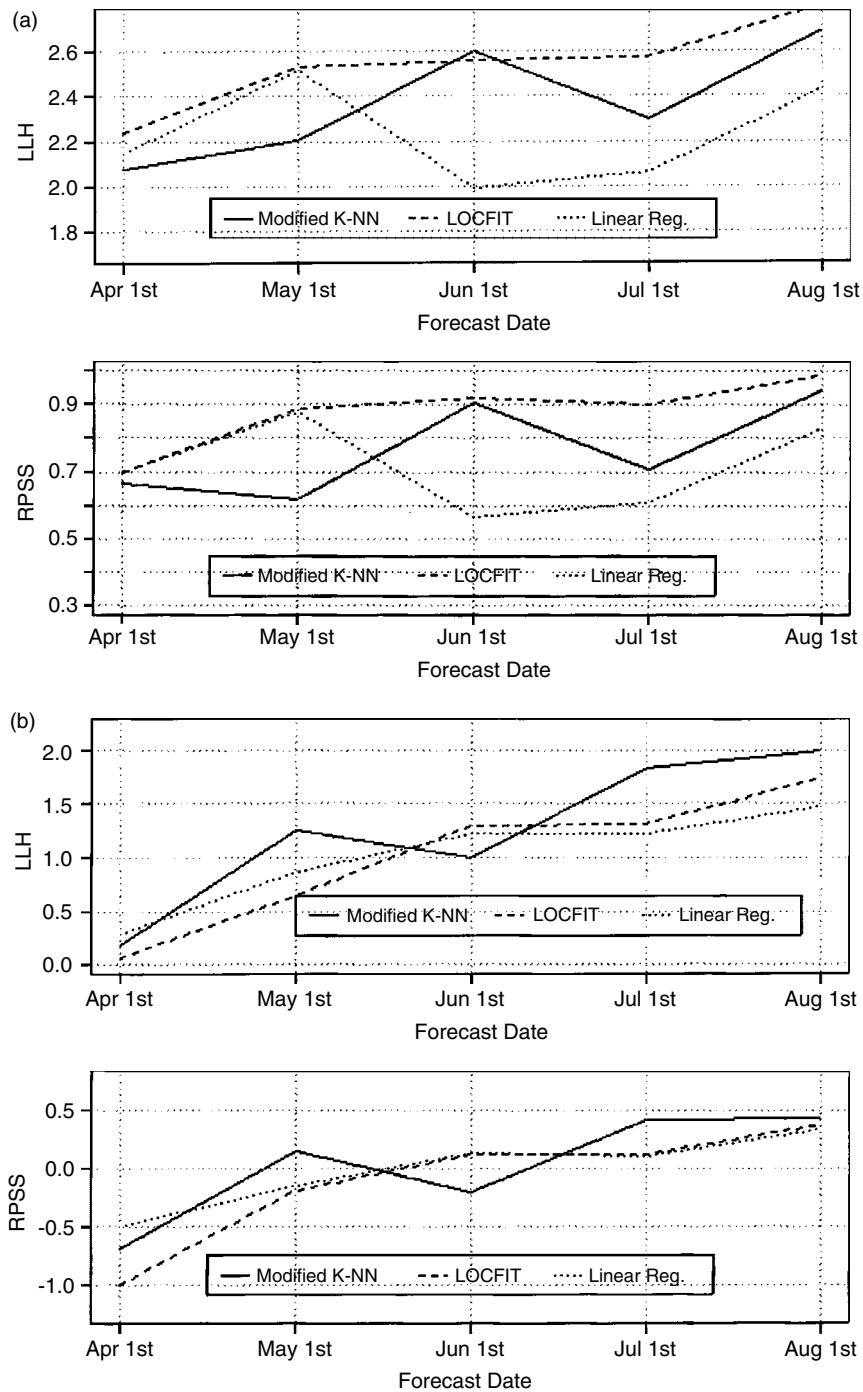 (a)
LLH
2.6
2.4
2.2
2.0
1.8
Modified K-NN LOCFIT Linear Reg.
Apr 1st May 1st Jun 1st Jul 1st Aug 1st
Forecast Date
RPSS
0.9
0.7
0.5
0.3
Modified K-NN LOCFIT Linear Reg.
Apr 1st May 1st Jun 1st Jul 1st Aug 1st
Forecast Date
(b)
LLH
2.0
1.5
1.0
0.5
0.0
Modified K-NN LOCFIT Linear Reg.
Apr 1st May 1st Jun 1st Jul 1st Aug 1st
Forecast Date
RPSS
0.5
0.0
-0.5
-1.0
Modified K-NN LOCFIT Linear Reg.
Apr 1st May 1st Jun 1st Jul 1st Aug 1st
Forecast Date